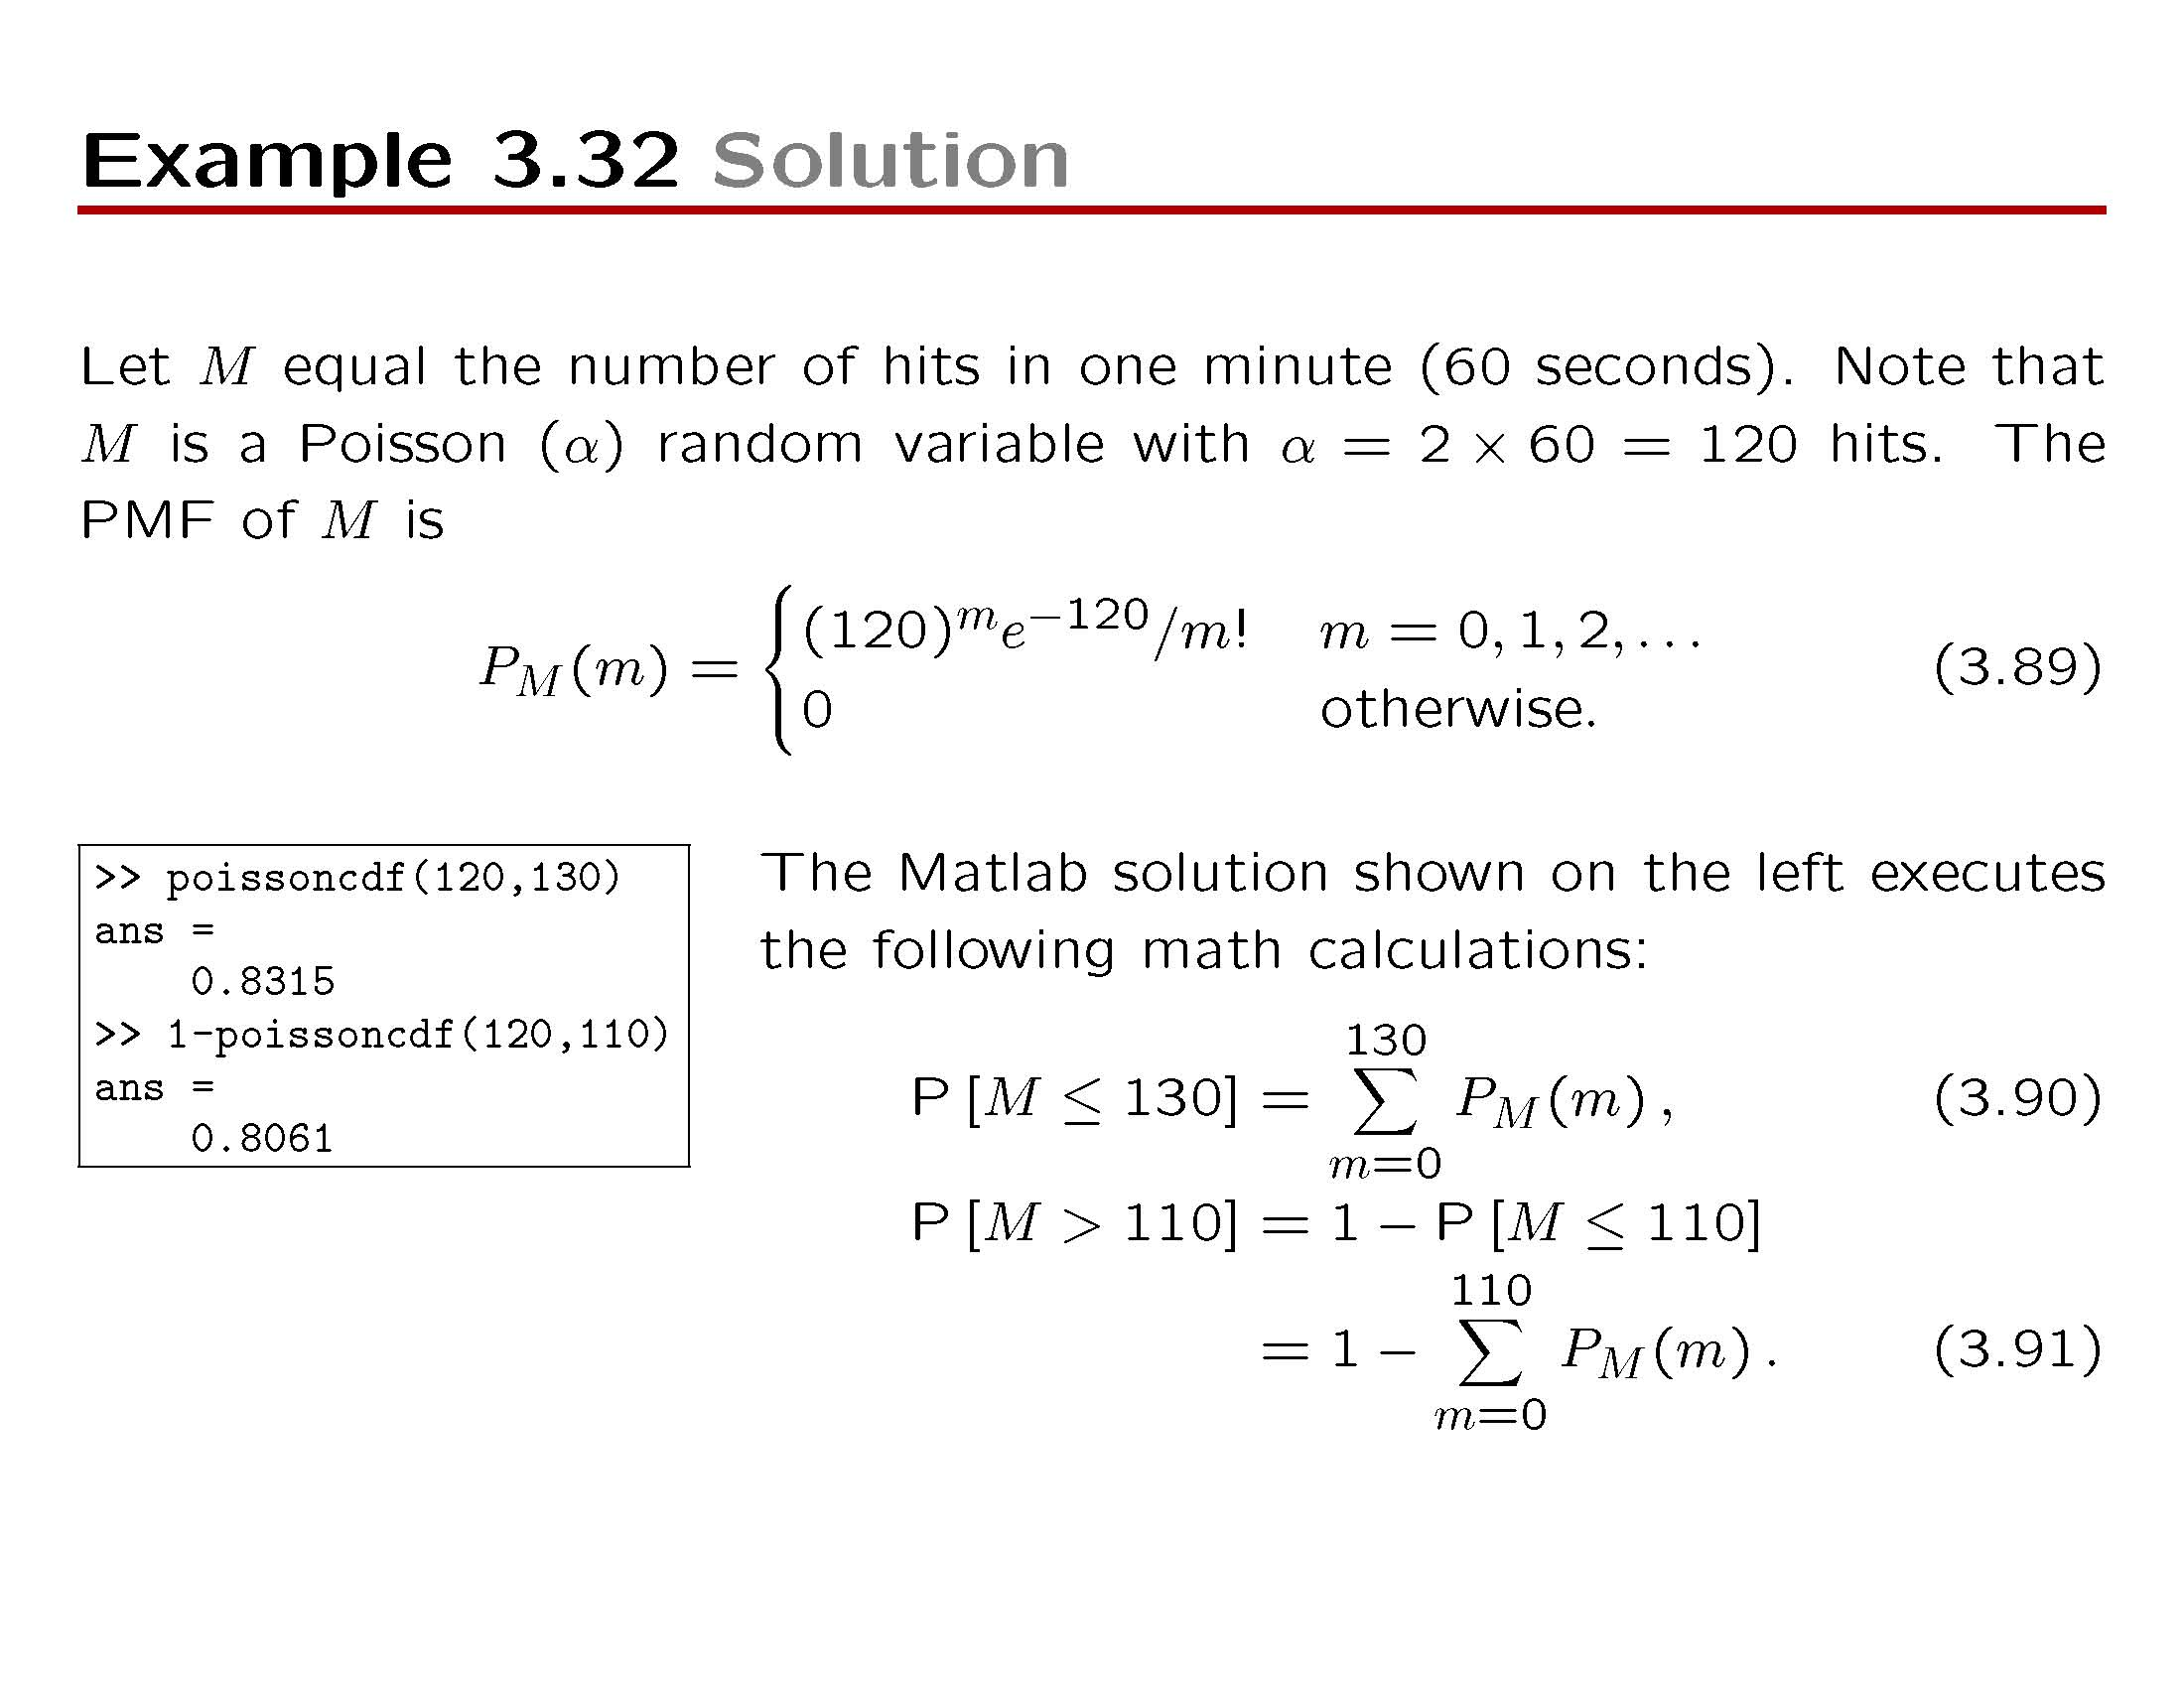 Example 3.32 Solution
Let M equal the number of hits in one minute (60 seconds). Note that
M is a Poisson (α) random variable with α = 2 × 60 = 120 hits. The
PMF of M is
P_M(m) = { (120)^m e^{−120}/m!   m = 0, 1, 2, . . .
0   otherwise.   (3.89)
>> poissoncdf(120,130)
ans =
0.8315
>> 1-poissoncdf(120,110)
ans =
0.8061
The Matlab solution shown on the left executes
the following math calculations:
P [M ≤ 130] = ∑_{m=0}^{130} P_M(m) ,   (3.90)
P [M > 110] = 1 − P [M ≤ 110]
= 1 − ∑_{m=0}^{110} P_M(m) .   (3.91)